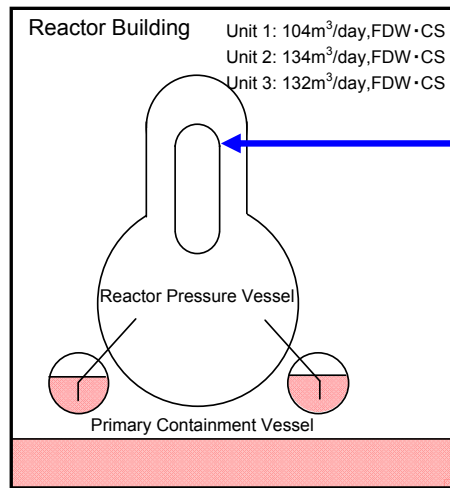 Reactor Building
Unit 1: 104m³/day,FDW・CS
Unit 2: 134m³/day,FDW・CS
Unit 3: 132m³/day,FDW・CS
Reactor Pressure Vessel
Primary Containment Vessel